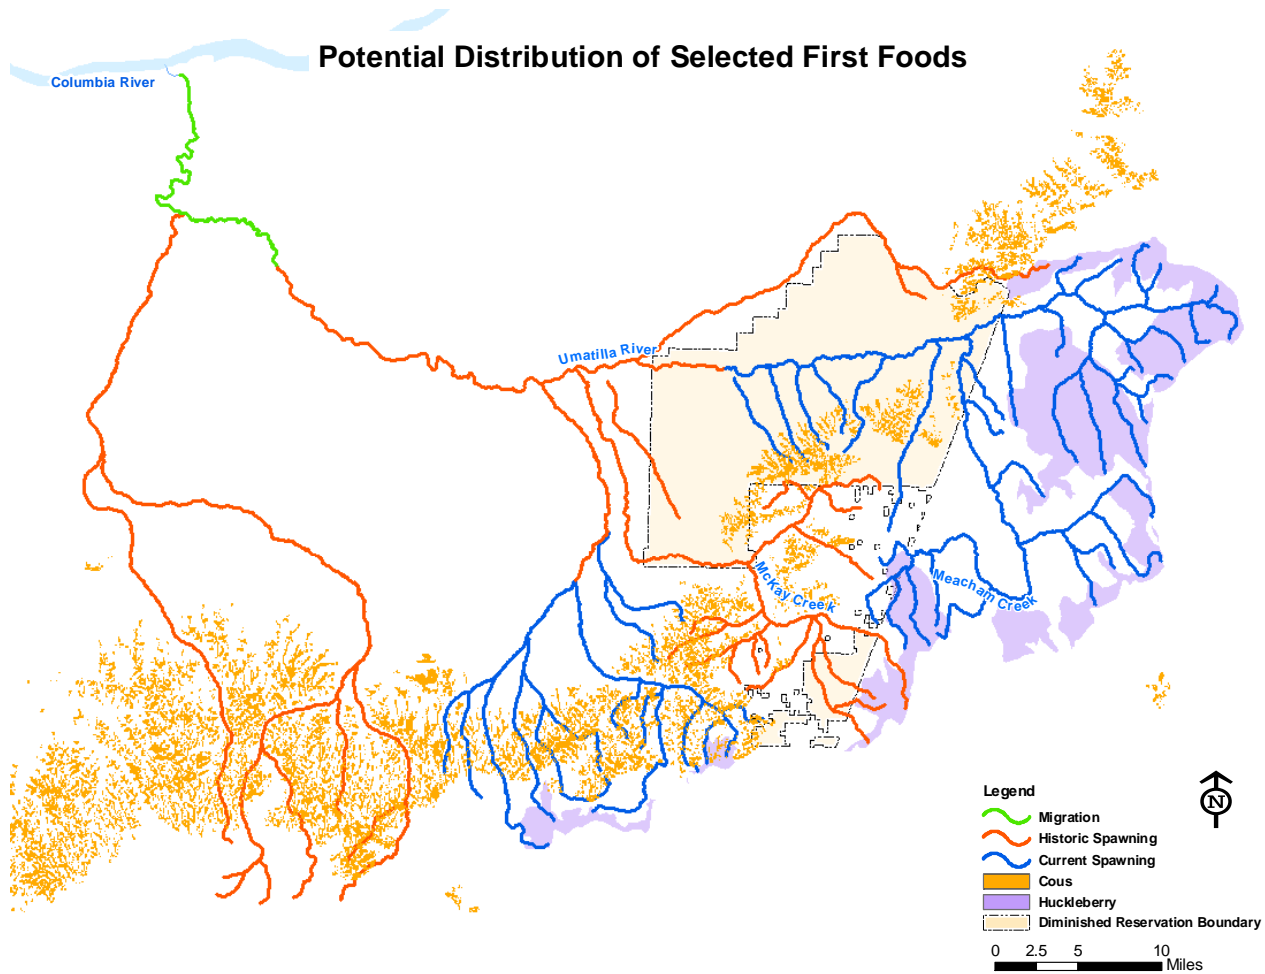 Potential Distribution of Selected First Foods
Columbia River
Umatilla River
McKay Creek
Meacham Creek
Legend
Migration
Historic Spawning
Current Spawning
Cous
Huckleberry
Diminished Reservation Boundary
N
0 2.5 5 10
Miles